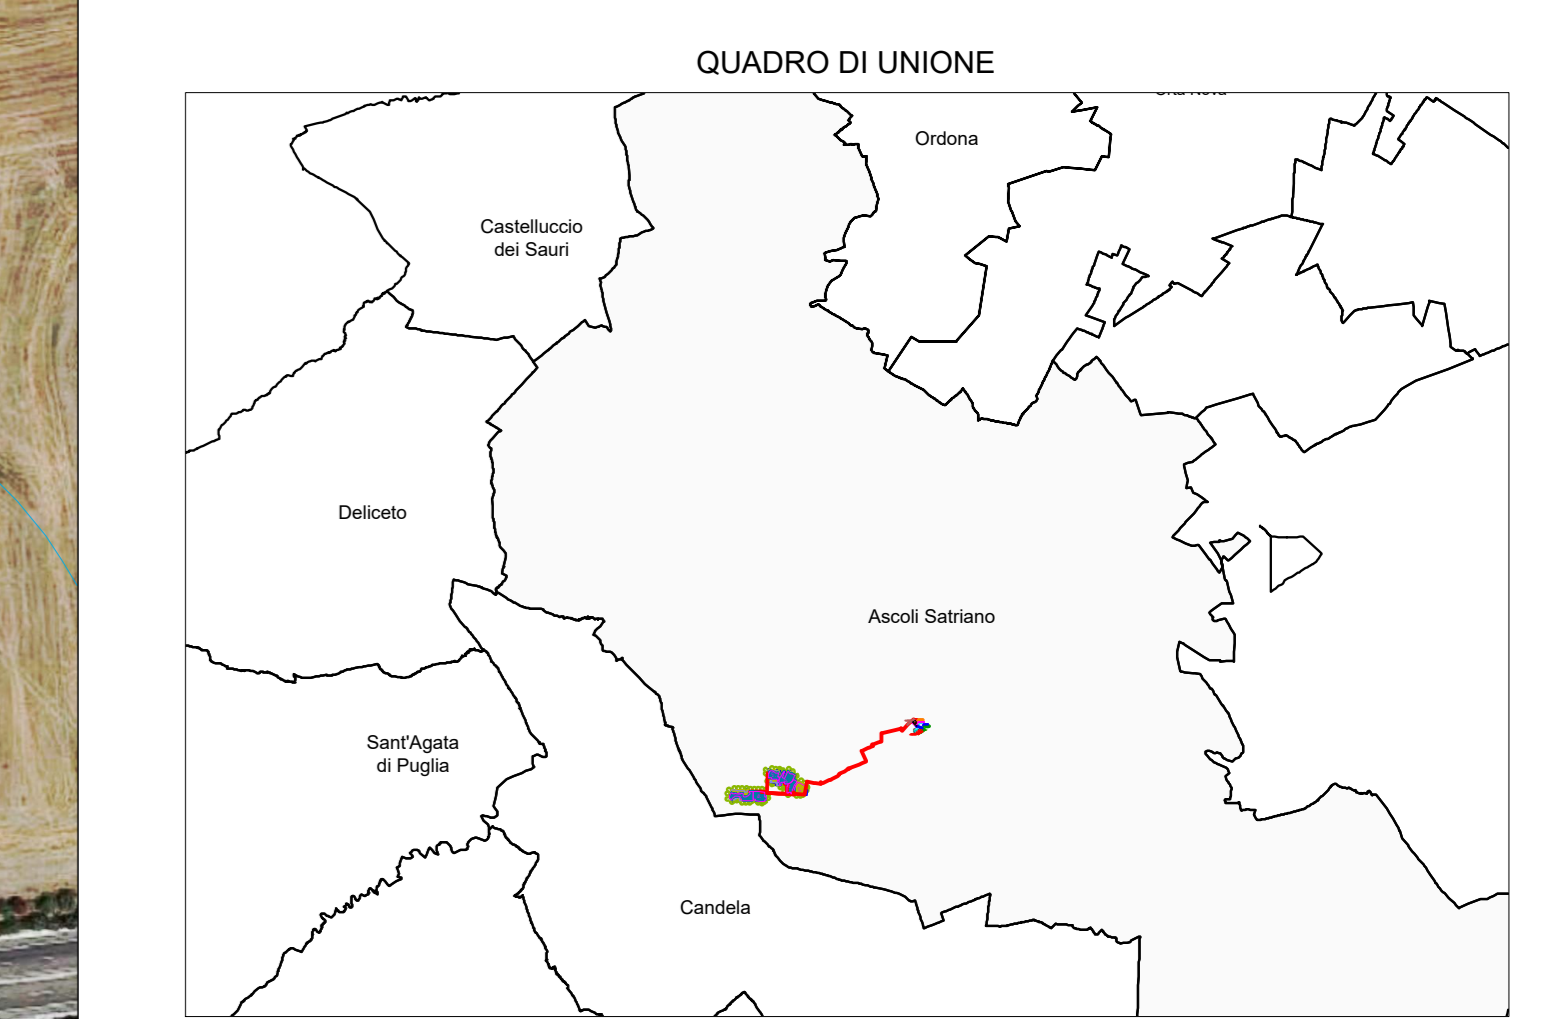 QUADRO DI UNIONE
Ordona
Castelluccio
dei Sauri
Deliceto
Ascoli Satriano
Sant'Agata
di Puglia
Candela